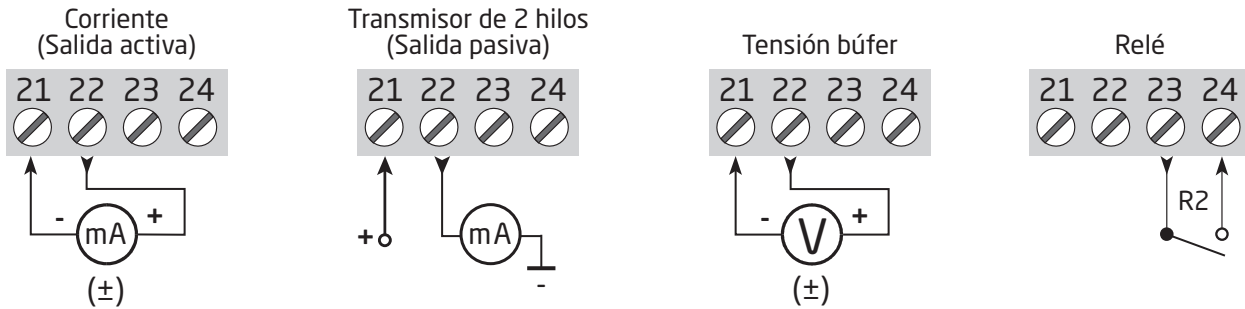 Corriente
(Salida activa)
21 22 23 24
- mA +
(±)
Transmisor de 2 hilos
(Salida pasiva)
21 22 23 24
+ mA
-
Tensión búfer
21 22 23 24
- V +
(±)
Relé
21 22 23 24
R2